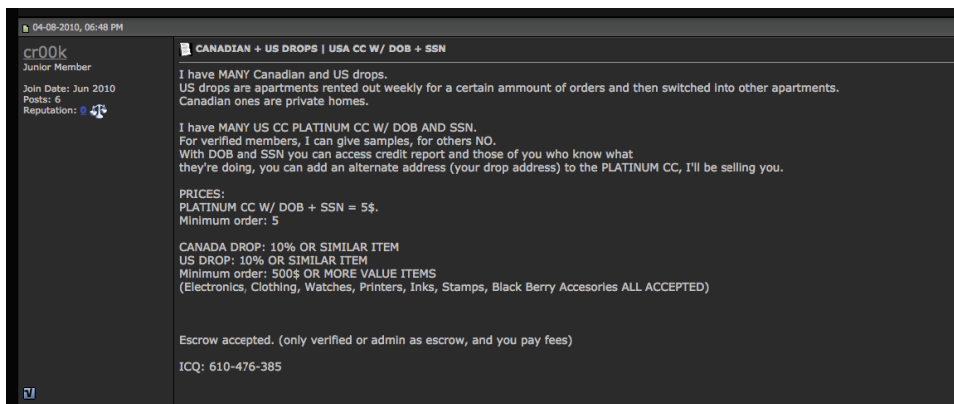 04-08-2010, 06:48 PM
cr00k
Junior Member
Join Date: Jun 2010
Posts: 6
Reputation: 0
CANADIAN + US DROPS | USA CC W/ DOB + SSN
I have MANY Canadian and US drops.
US drops are apartments rented out weekly for a certain ammount of orders and then switched into other apartments.
Canadian ones are private homes.
I have MANY US CC PLATINUM CC W/ DOB AND SSN.
For verified members, I can give samples, for others NO.
With DOB and SSN you can access credit report and those of you who know what
they're doing, you can add an alternate address (your drop address) to the PLATINUM CC, I'll be selling you.
PRICES:
PLATINUM CC W/ DOB + SSN = 5$.
Minimum order: 5
CANADA DROP: 10% OR SIMILAR ITEM
US DROP: 10% OR SIMILAR ITEM
Minimum order: 500$ OR MORE VALUE ITEMS
(Electronics, Clothing, Watches, Printers, Inks, Stamps, Black Berry Accesories ALL ACCEPTED)
Escrow accepted. (only verified or admin as escrow, and you pay fees)
ICQ: 610-476-385